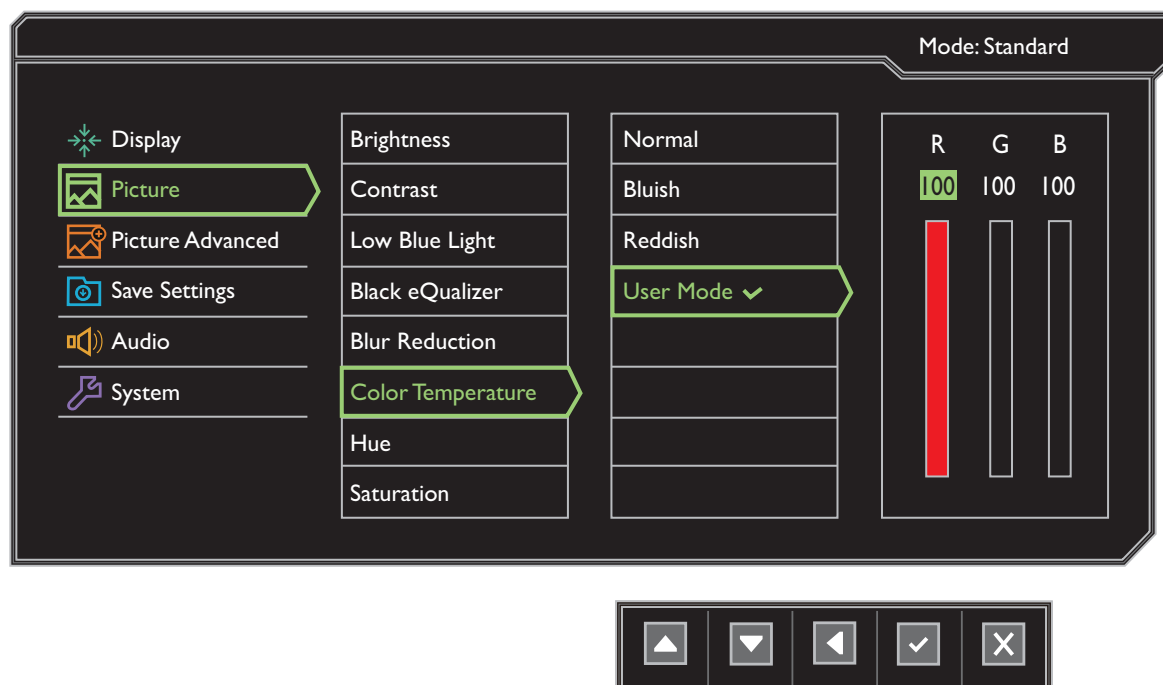 Mode: Standard
Display
Picture
Picture Advanced
Save Settings
Audio
System
Brightness
Contrast
Low Blue Light
Black eQualizer
Blur Reduction
Color Temperature
Hue
Saturation
Normal
Bluish
Reddish
User Mode
R G B
100 100 100